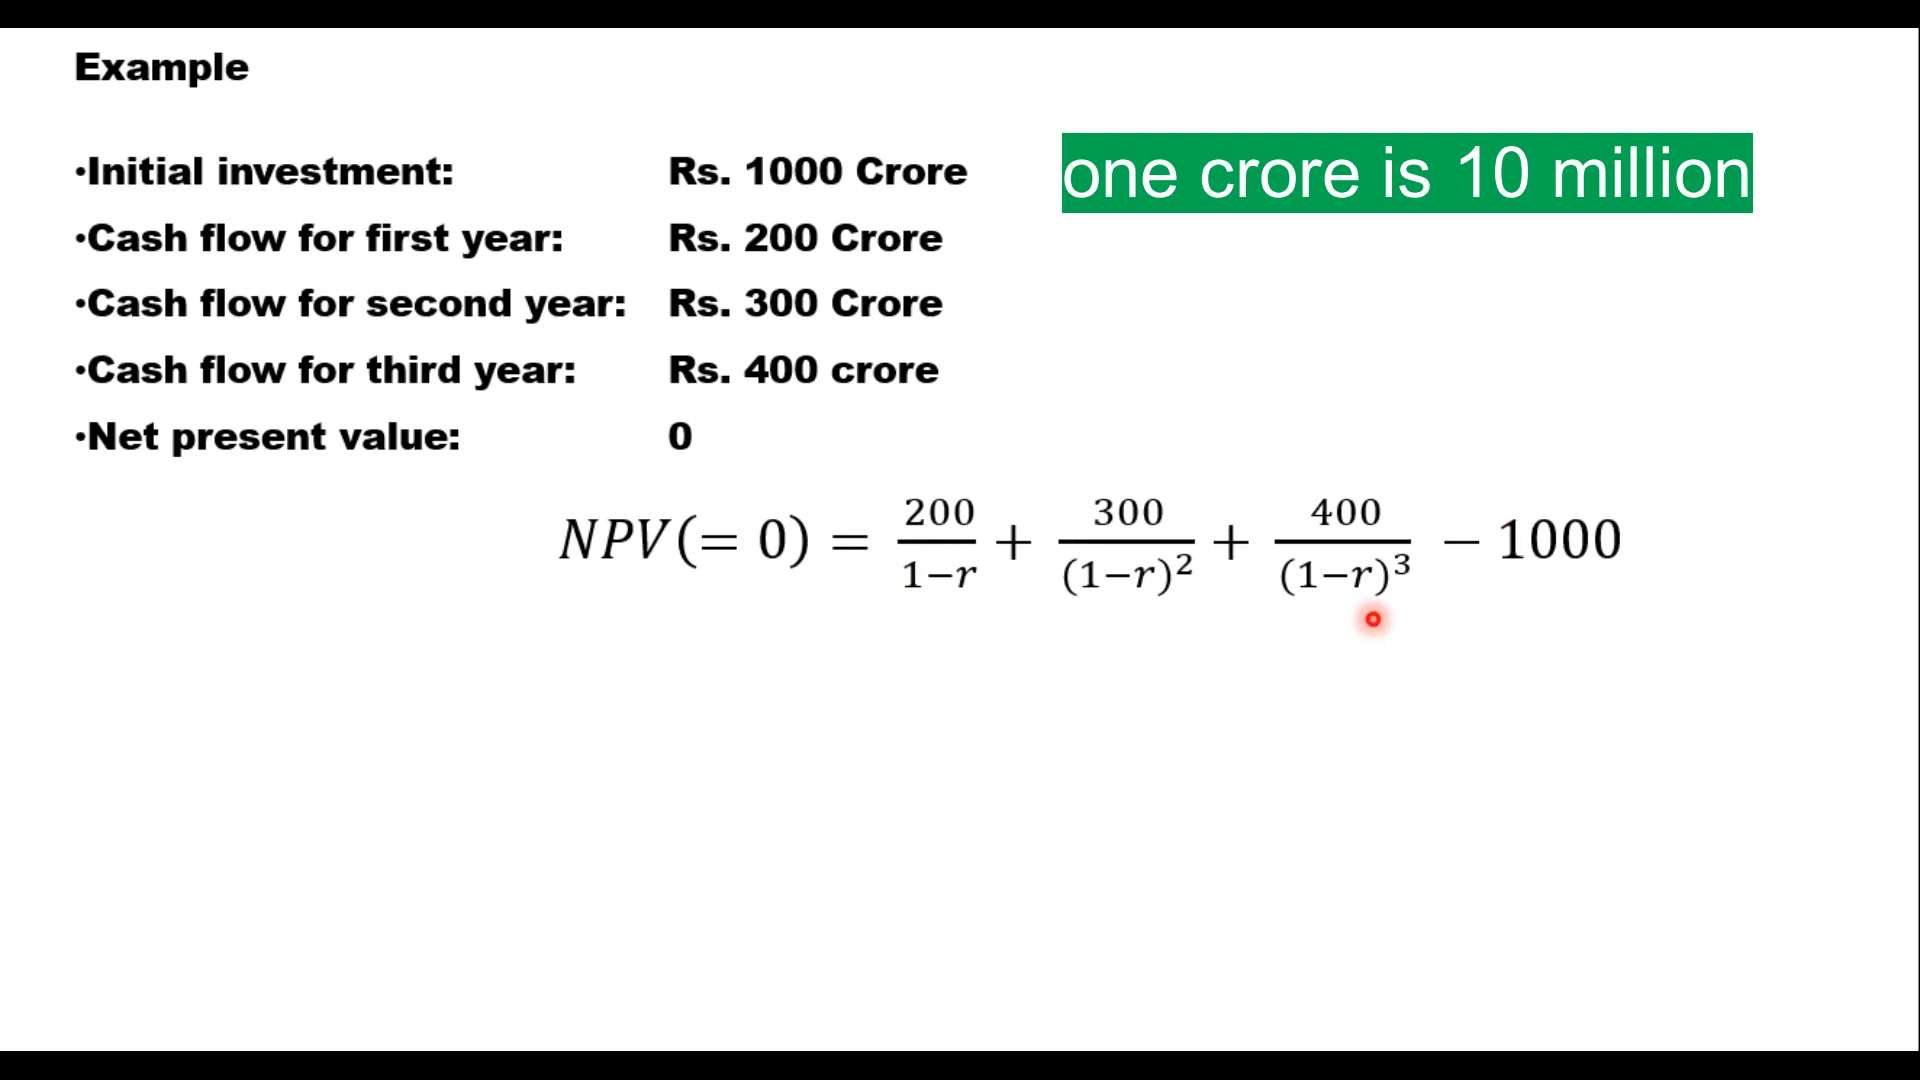 Example
•Initial investment: Rs. 1000 Crore
one crore is 10 million
•Cash flow for first year: Rs. 200 Crore
•Cash flow for second year: Rs. 300 Crore
•Cash flow for third year: Rs. 400 crore
•Net present value: 0
NPV(= 0) = 200/(1−r) + 300/(1−r)² + 400/(1−r)³ − 1000